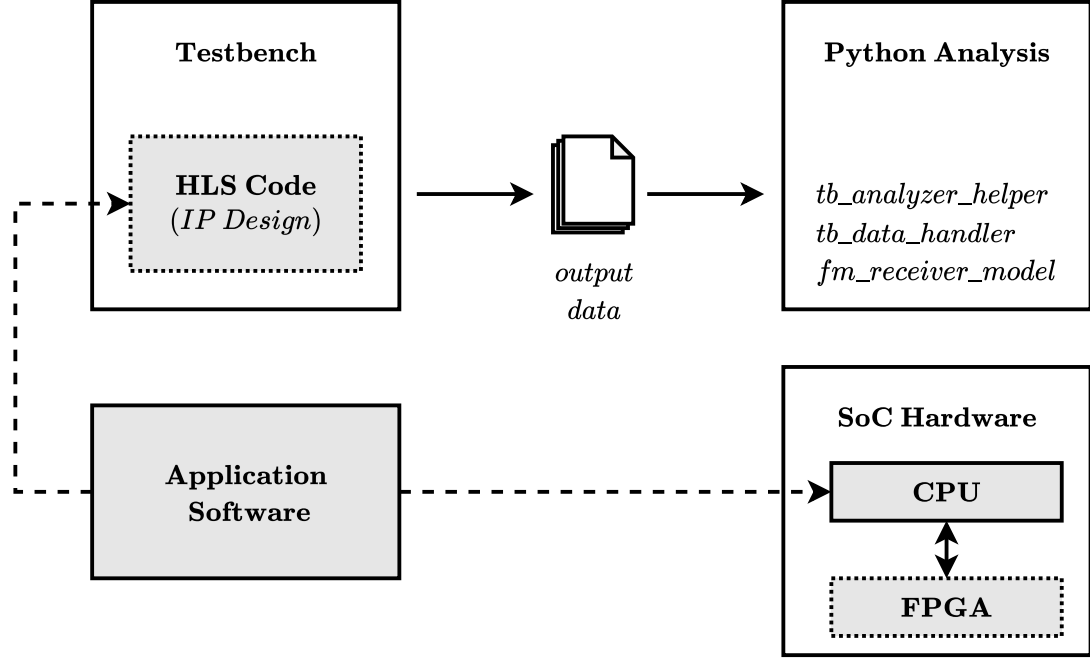 Testbench
HLS Code
(IP Design)
output
data
Python Analysis
tb_analyzer_helper
tb_data_handler
fm_receiver_model
Application
Software
SoC Hardware
CPU
FPGA